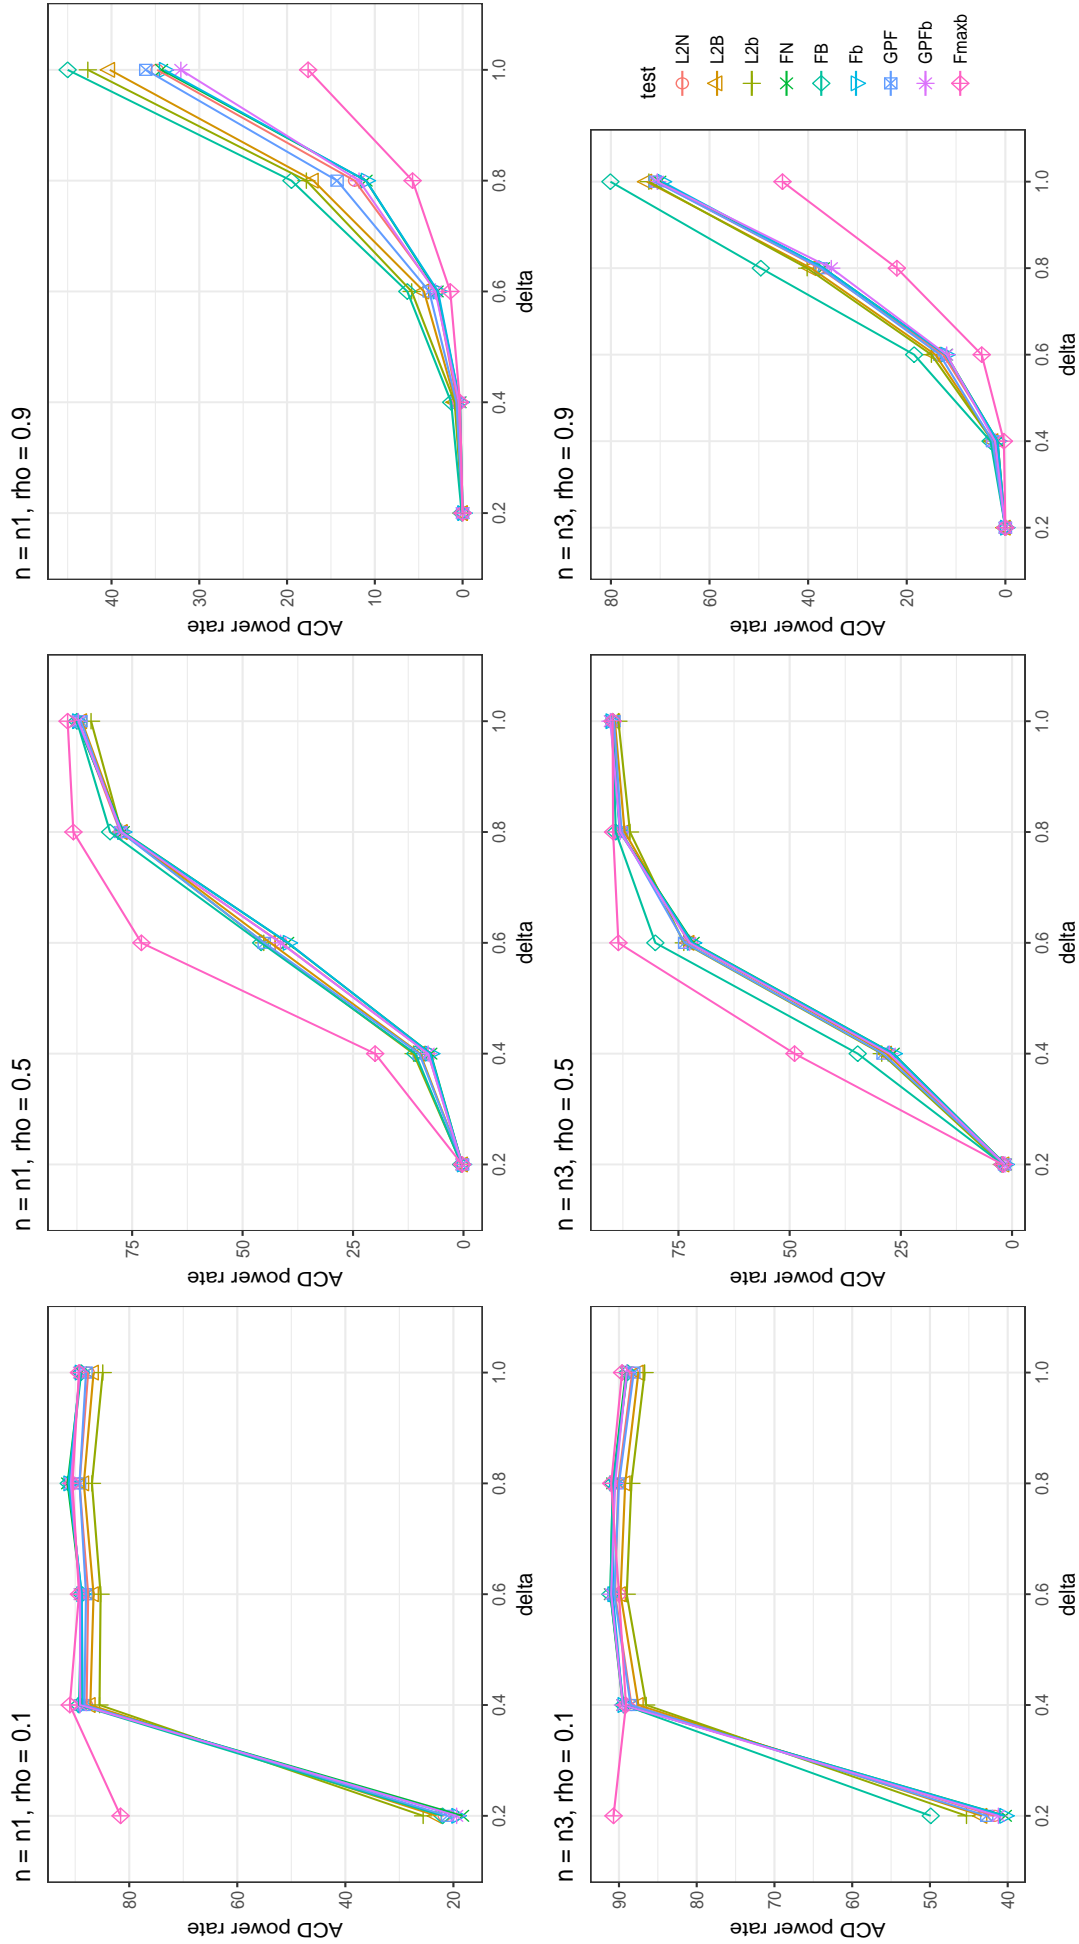 n = n1, rho = 0.1
ACD power rate
80
60
40
20
0.2 0.4 0.6 0.8 1.0
delta
n = n1, rho = 0.5
ACD power rate
75
50
25
0
0.2 0.4 0.6 0.8 1.0
delta
n = n1, rho = 0.9
ACD power rate
40
30
20
10
0
0.2 0.4 0.6 0.8 1.0
delta
n = n3, rho = 0.1
ACD power rate
90
80
70
60
50
40
0.2 0.4 0.6 0.8 1.0
delta
n = n3, rho = 0.5
ACD power rate
75
50
25
0
0.2 0.4 0.6 0.8 1.0
delta
n = n3, rho = 0.9
ACD power rate
80
60
40
20
0
0.2 0.4 0.6 0.8 1.0
delta
test
L2N
L2B
L2b
FN
FB
Fb
GPF
GPFb
Fmaxb